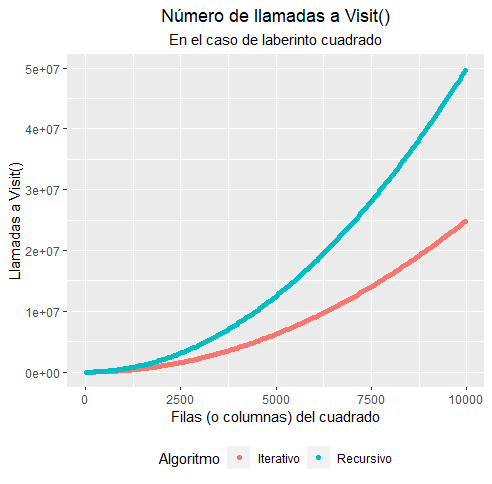 Número de llamadas a Visit()
En el caso de laberinto cuadrado
5e+07
4e+07
3e+07
2e+07
1e+07
0e+00
Llamadas a Visit()
0 2500 5000 7500 10000
Filas (o columnas) del cuadrado
Algoritmo Iterativo Recursivo